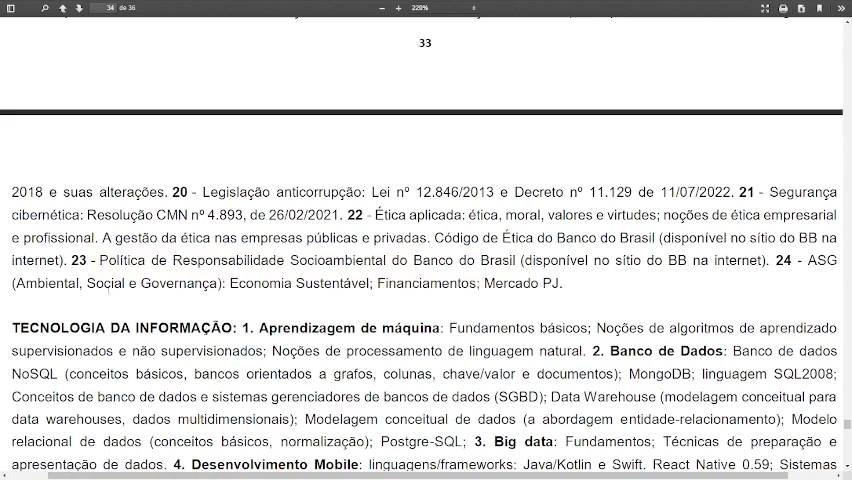 34 de 36
220%
33
2018 e suas alterações. 20 - Legislação anticorrupção: Lei nº 12.846/2013 e Decreto nº 11.129 de 11/07/2022. 21 - Segurança
cibernética: Resolução CMN nº 4.893, de 26/02/2021. 22 - Ética aplicada: ética, moral, valores e virtudes; noções de ética empresarial
e profissional. A gestão da ética nas empresas públicas e privadas. Código de Ética do Banco do Brasil (disponível no sítio do BB na
internet). 23 - Política de Responsabilidade Socioambiental do Banco do Brasil (disponível no sítio do BB na internet). 24 - ASG
(Ambiental, Social e Governança): Economia Sustentável; Financiamentos; Mercado PJ.
TECNOLOGIA DA INFORMAÇÃO: 1. Aprendizagem de máquina: Fundamentos básicos; Noções de algoritmos de aprendizado
supervisionados e não supervisionados; Noções de processamento de linguagem natural. 2. Banco de Dados: Banco de dados
NoSQL (conceitos básicos, bancos orientados a grafos, colunas, chave/valor e documentos); MongoDB; linguagem SQL2008;
Conceitos de banco de dados e sistemas gerenciadores de bancos de dados (SGBD); Data Warehouse (modelagem conceitual para
data warehouses, dados multidimensionais); Modelagem conceitual de dados (a abordagem entidade-relacionamento); Modelo
relacional de dados (conceitos básicos, normalização); Postgre-SQL; 3. Big data: Fundamentos; Técnicas de preparação e
apresentação de dados. 4. Desenvolvimento Mobile: linguagens/frameworks: Java/Kotlin e Swift. React Native 0.59; Sistemas